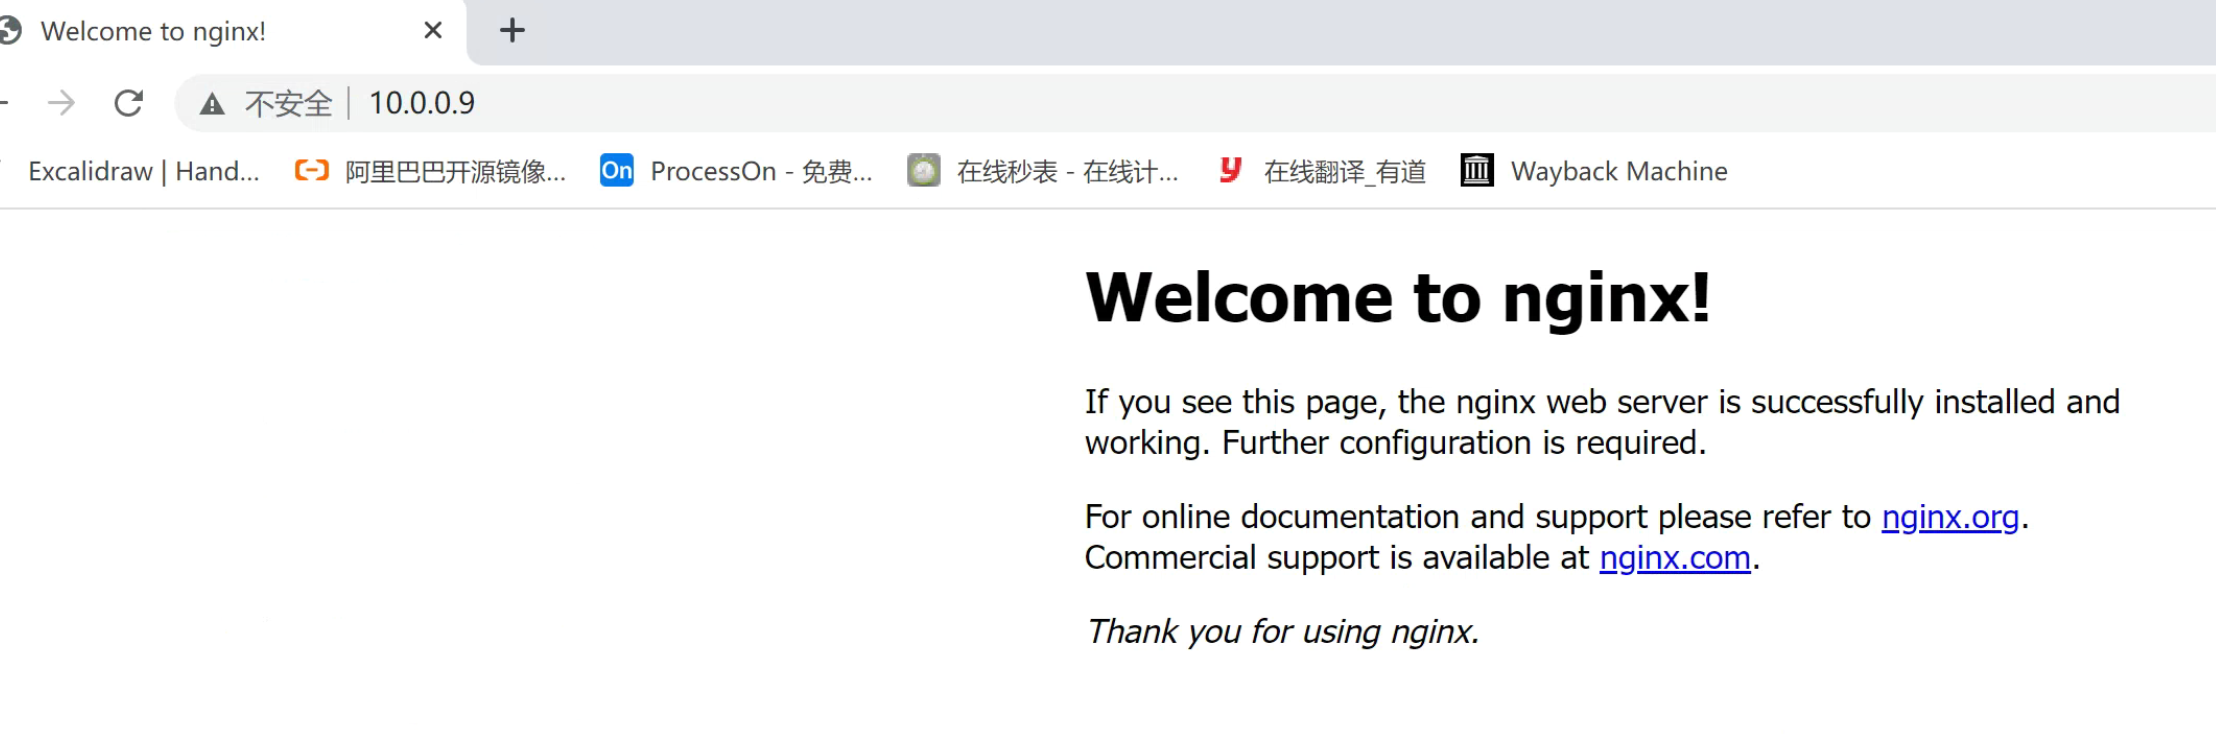 Welcome to nginx!
不安全 10.0.0.9
Excalidraw | Hand... 阿里巴巴开源镜像... On ProcessOn - 免费... 在线秒表 - 在线计... y 在线翻译_有道 Wayback Machine
Welcome to nginx!
If you see this page, the nginx web server is successfully installed and
working. Further configuration is required.
For online documentation and support please refer to nginx.org.
Commercial support is available at nginx.com.
Thank you for using nginx.